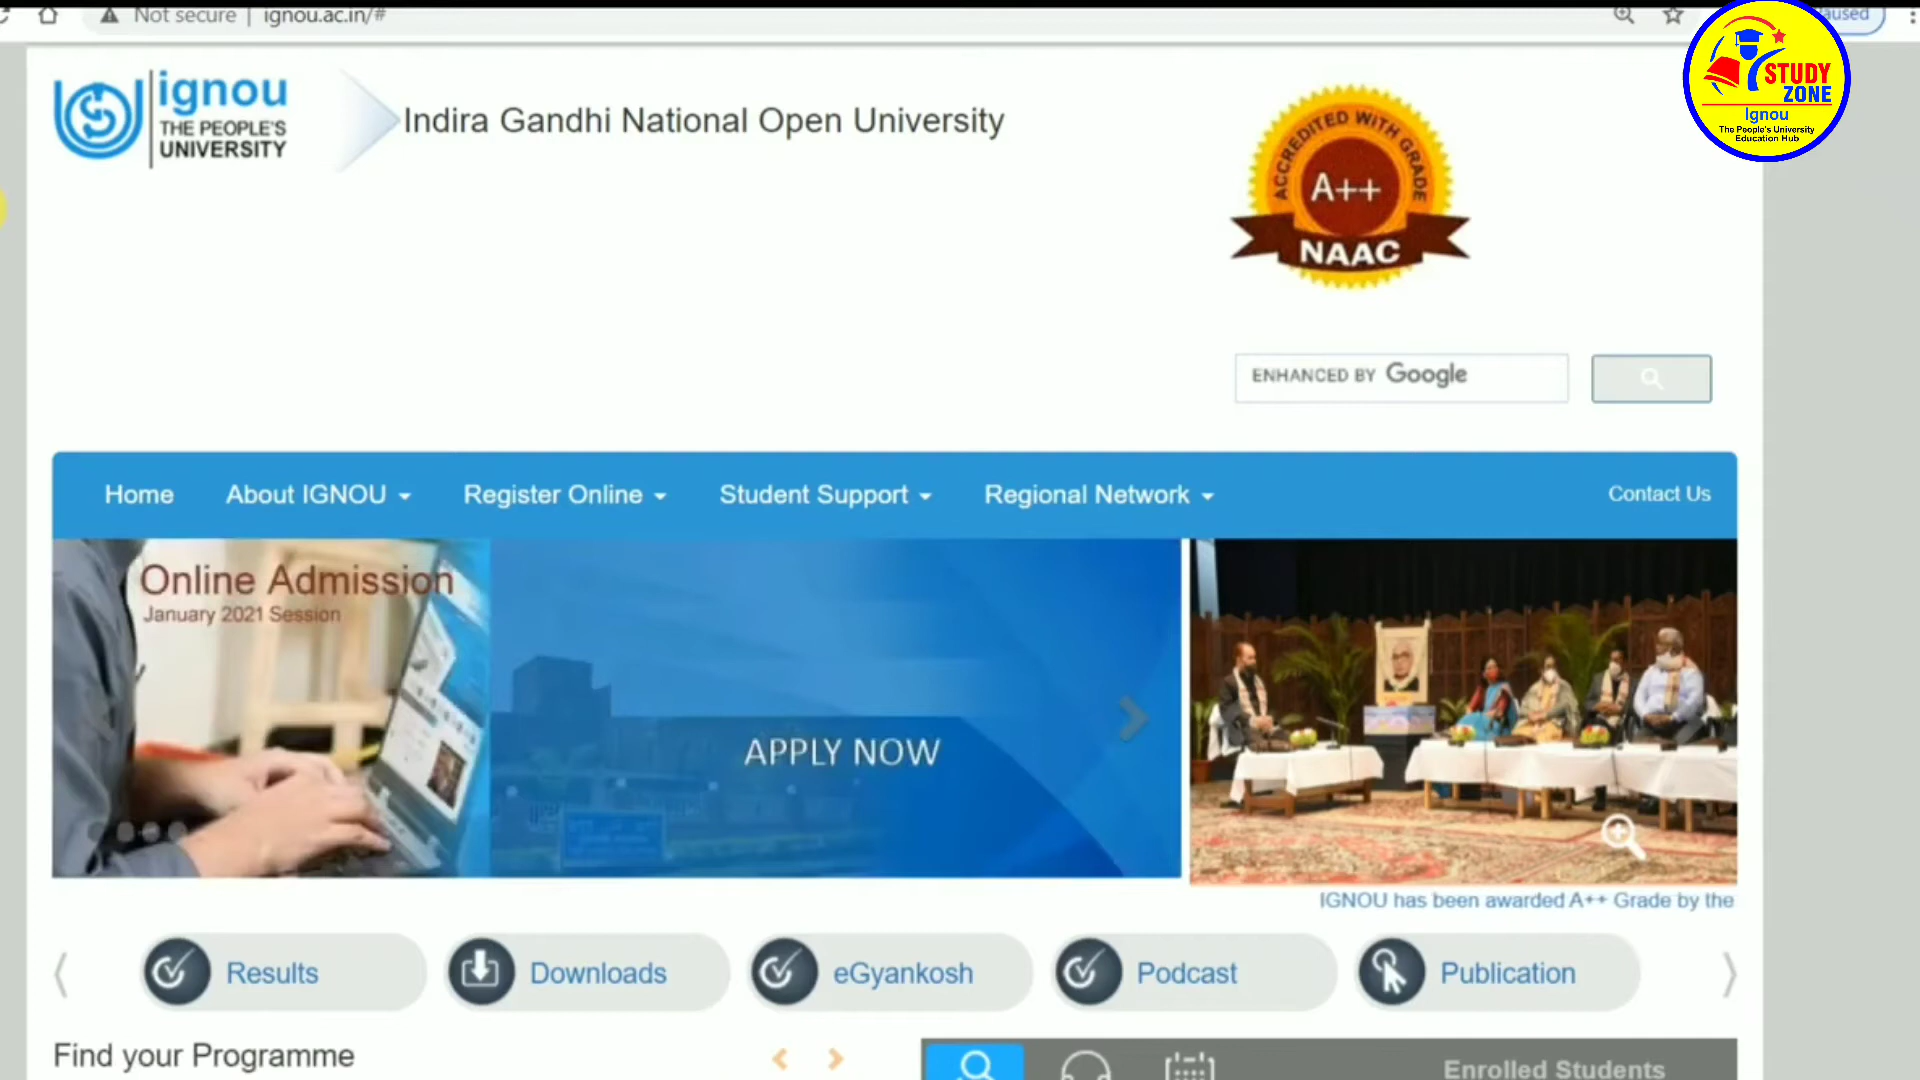 Not secure | ignou.ac.in/#
Paused
STUDY
ZONE
Ignou
The People's University
Education Hub
ignou
THE PEOPLE'S
UNIVERSITY
Indira Gandhi National Open University
ACCREDITED WITH GRADE
A++
NAAC
ENHANCED BY Google
Home
About IGNOU
Register Online
Student Support
Regional Network
Contact Us
Online Admission
January 2021 Session
APPLY NOW
IGNOU has been awarded A++ Grade by the
Results
Downloads
eGyankosh
Podcast
Publication
Find your Programme
Enrolled Students